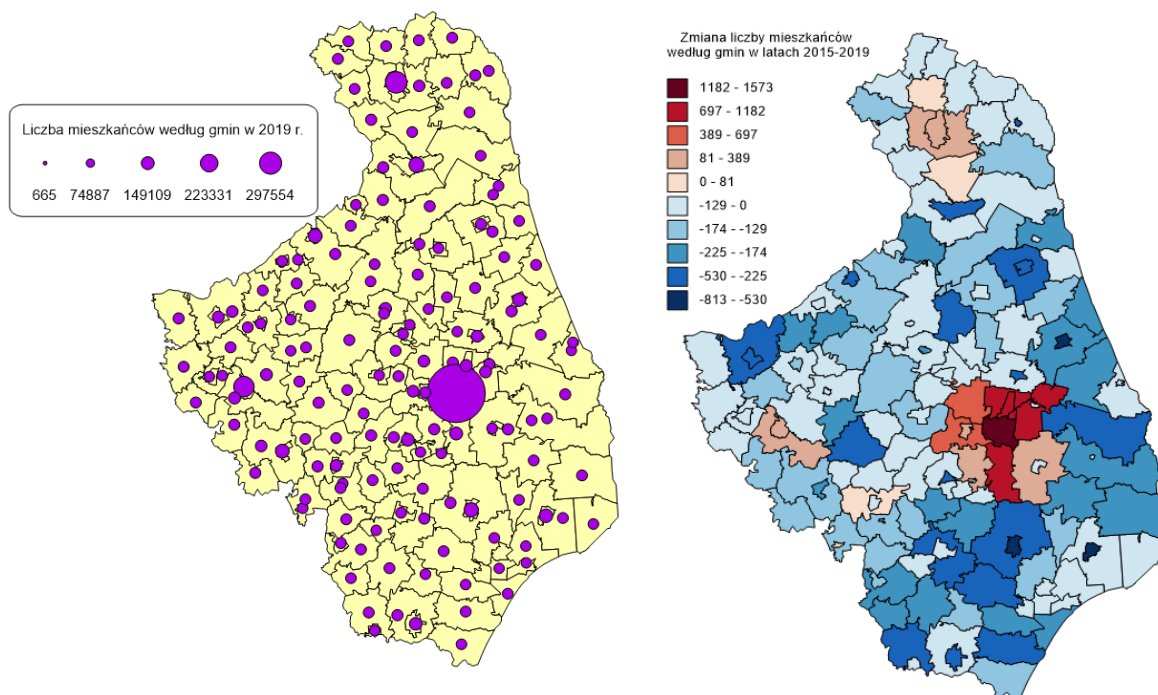 Liczba mieszkańców według gmin w 2019 r.
665 74887 149109 223331 297554
Zmiana liczby mieszkańców
według gmin w latach 2015-2019
1182 - 1573
697 - 1182
389 - 697
81 - 389
0 - 81
-129 - 0
-174 - -129
-225 - -174
-530 - -225
-813 - -530